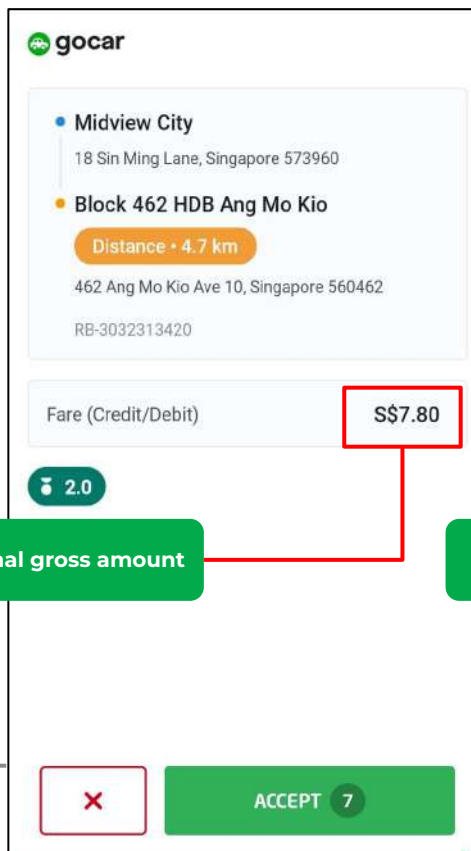 gocar
Midview City
18 Sin Ming Lane, Singapore 573960
Block 462 HDB Ang Mo Kio
Distance • 4.7 km
462 Ang Mo Kio Ave 10, Singapore 560462
RB-3032313420
Fare (Credit/Debit) S$7.80
2.0
gross amount
ACCEPT 7